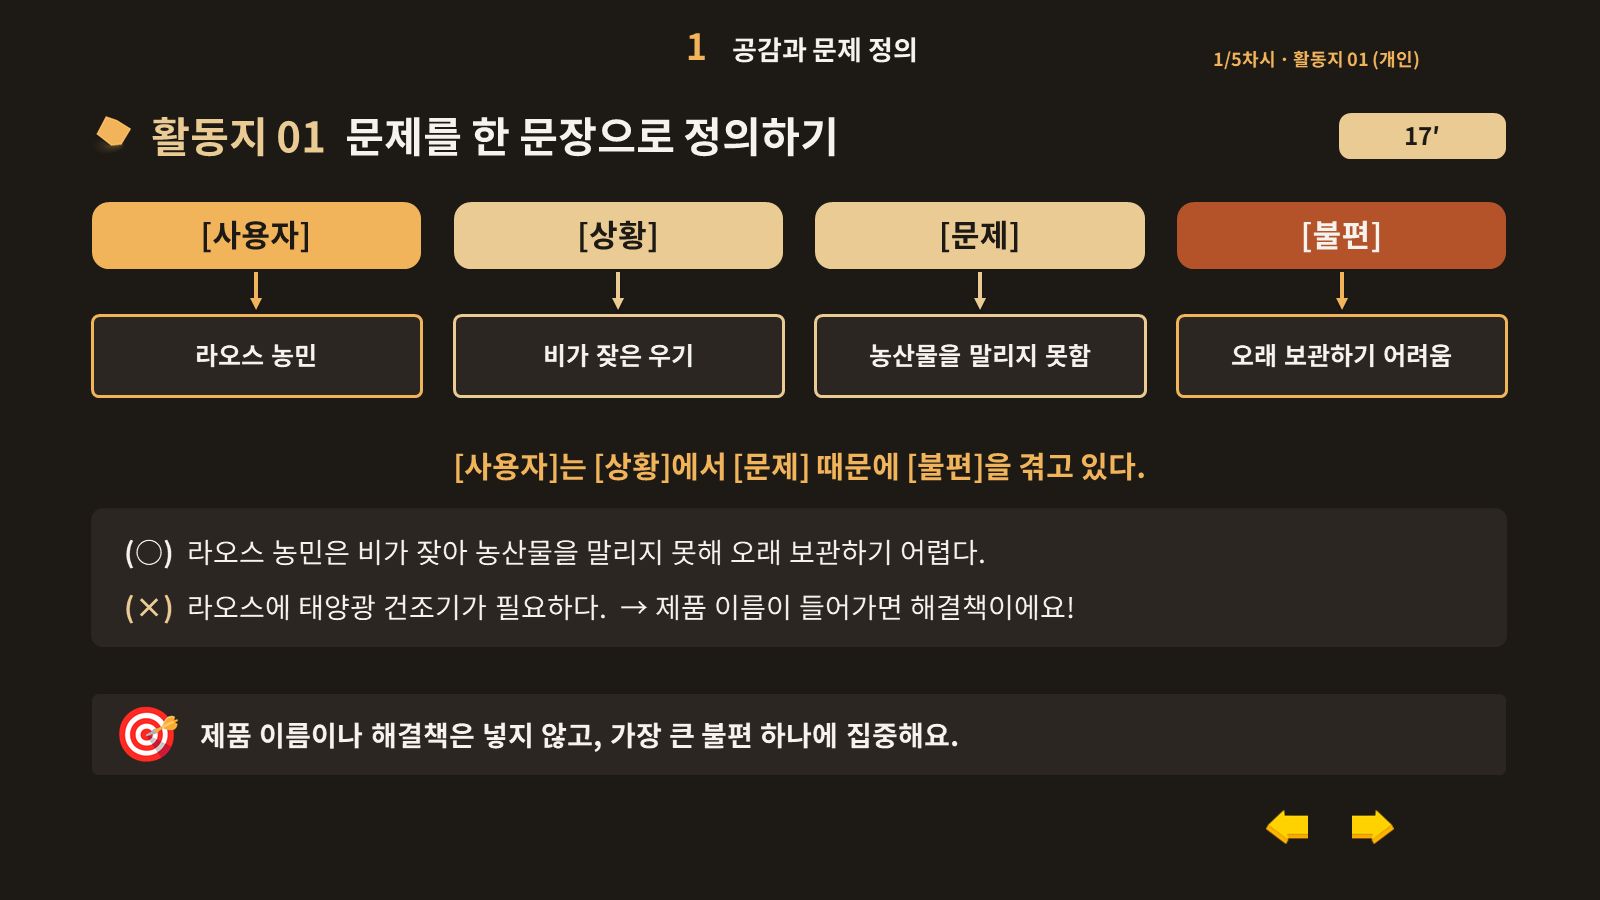 1 공감과 문제 정의
1/5차시 · 활동지 01 (개인)
활동지 01 문제를 한 문장으로 정의하기
17′
[사용자] [상황] [문제] [불편]
라오스 농민 비가 잦은 우기 농산물을 말리지 못함 오래 보관하기 어려움
[사용자]는 [상황]에서 [문제] 때문에 [불편]을 겪고 있다.
(○) 라오스 농민은 비가 잦아 농산물을 말리지 못해 오래 보관하기 어렵다.
(×) 라오스에 태양광 건조기가 필요하다. → 제품 이름이 들어가면 해결책이에요!
제품 이름이나 해결책은 넣지 않고, 가장 큰 불편 하나에 집중해요.